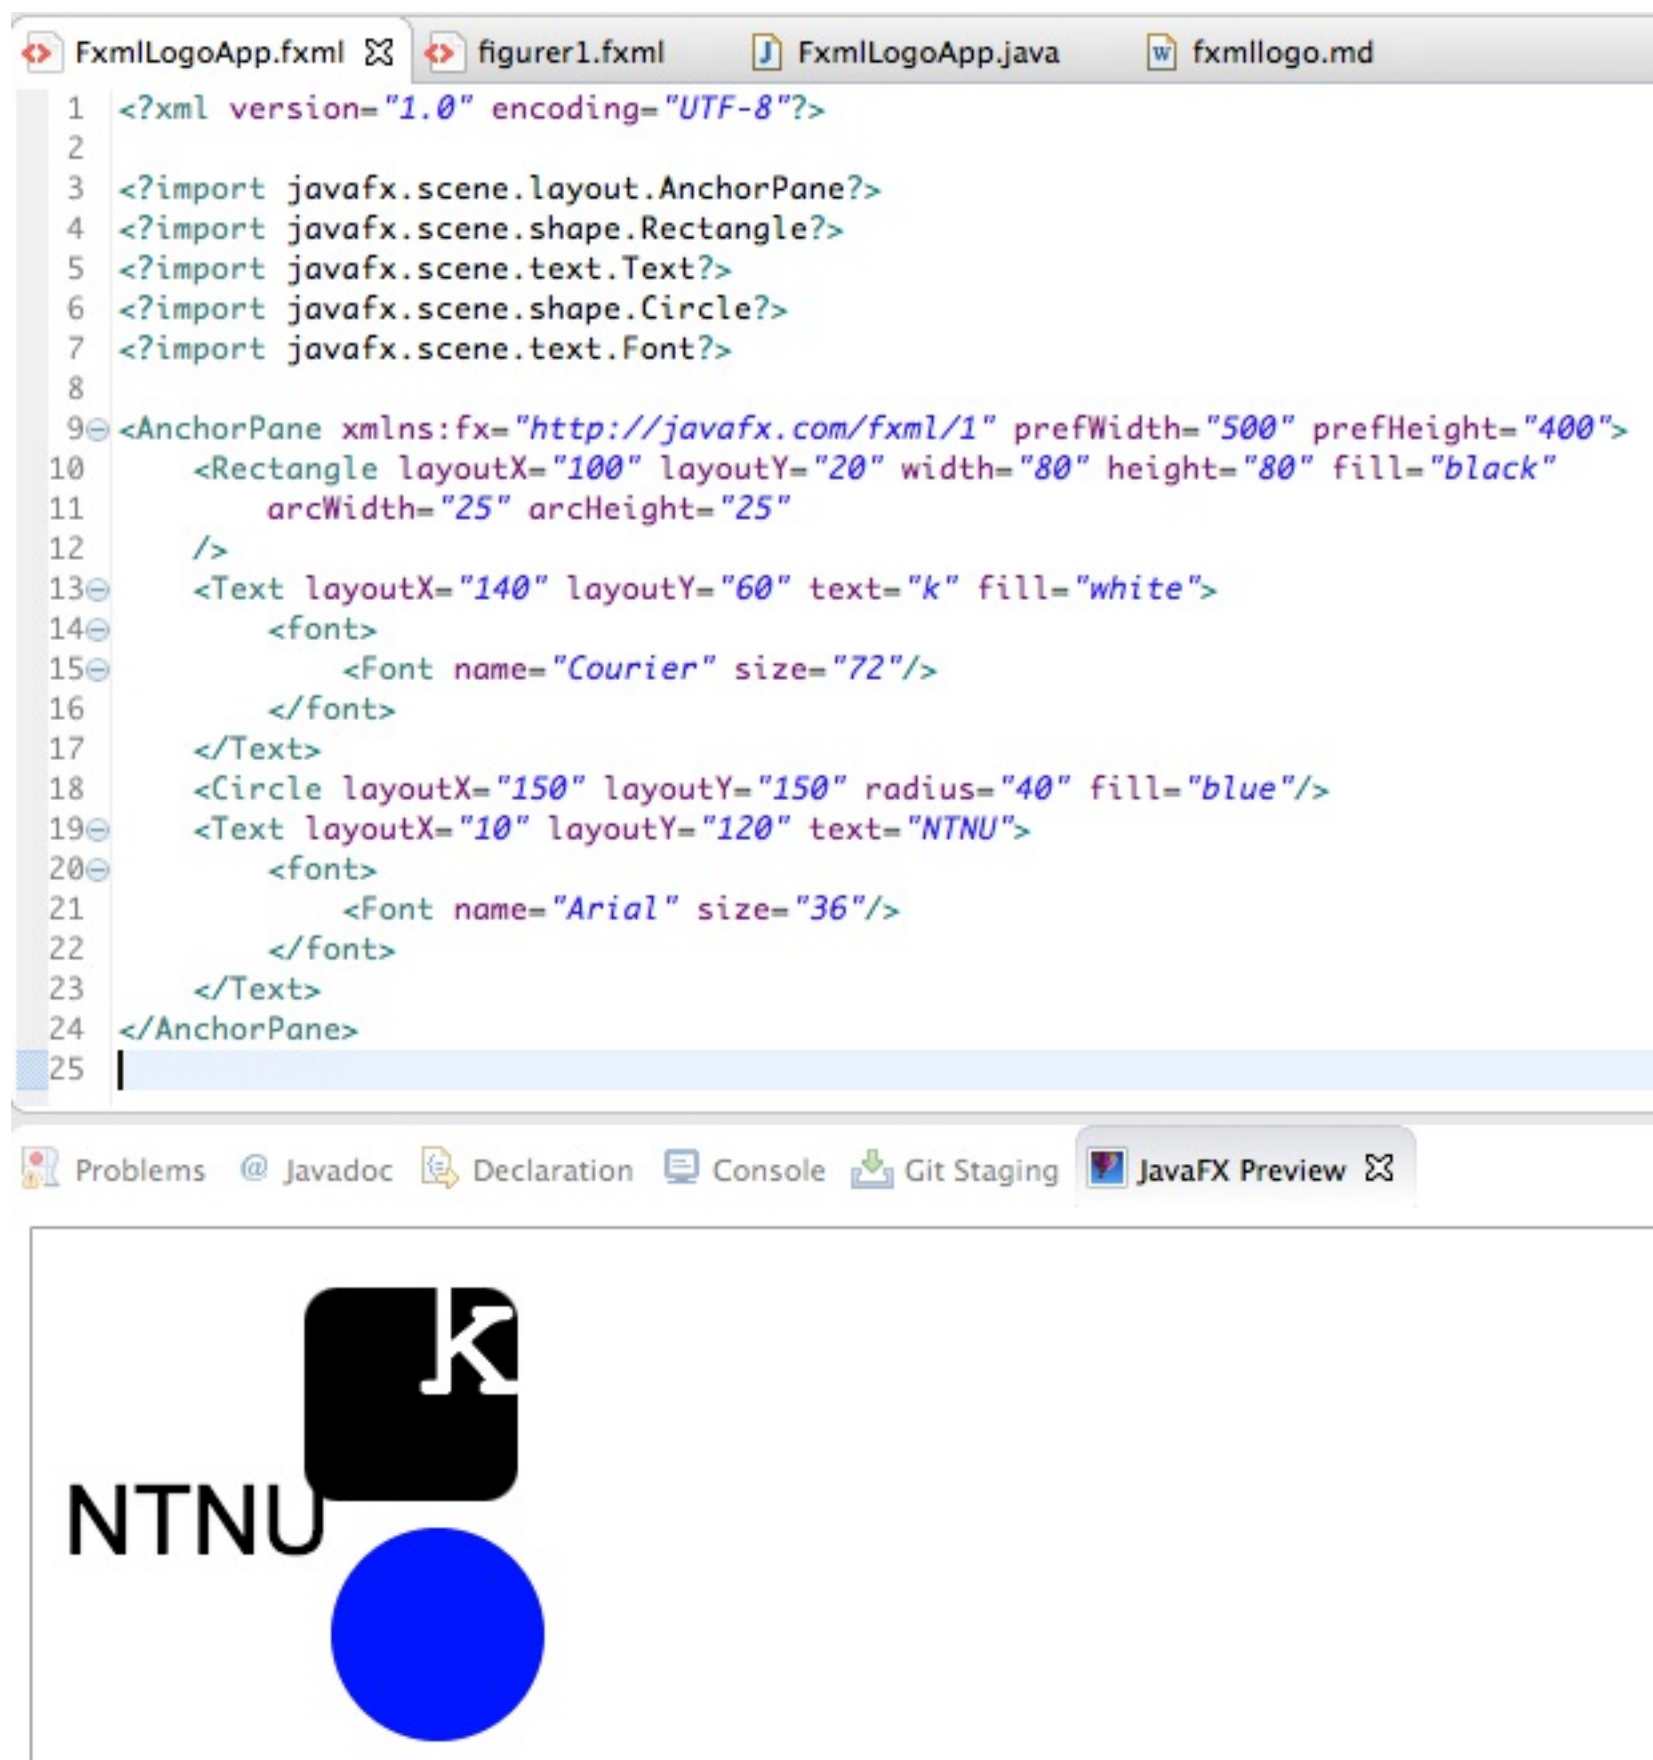 FxmlLogoApp.fxml figurer1.fxml FxmlLogoApp.java fxmllogo.md
1 <?xml version="1.0" encoding="UTF-8"?>
2
3 <?import javafx.scene.layout.AnchorPane?>
4 <?import javafx.scene.shape.Rectangle?>
5 <?import javafx.scene.text.Text?>
6 <?import javafx.scene.shape.Circle?>
7 <?import javafx.scene.text.Font?>
8
9 <AnchorPane xmlns:fx="http://javafx.com/fxml/1" prefWidth="500" prefHeight="400">
10     <Rectangle layoutX="100" layoutY="20" width="80" height="80" fill="black"
11         arcWidth="25" arcHeight="25"
12     />
13     <Text layoutX="140" layoutY="60" text="k" fill="white">
14         <font>
15             <Font name="Courier" size="72"/>
16         </font>
17     </Text>
18     <Circle layoutX="150" layoutY="150" radius="40" fill="blue"/>
19     <Text layoutX="10" layoutY="120" text="NTNU">
20         <font>
21             <Font name="Arial" size="36"/>
22         </font>
23     </Text>
24 </AnchorPane>
25
Problems @ Javadoc Declaration Console Git Staging JavaFX Preview
k
NTNU